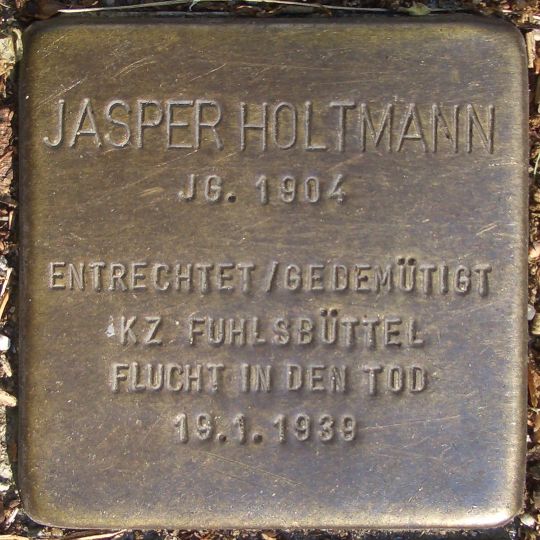 JASPER HOLTMANN
JG. 1904
ENTRECHTET/GEDEMÜTIGT
KZ FUHLSBÜTTEL
FLUCHT IN DEN TOD
19.1.1939